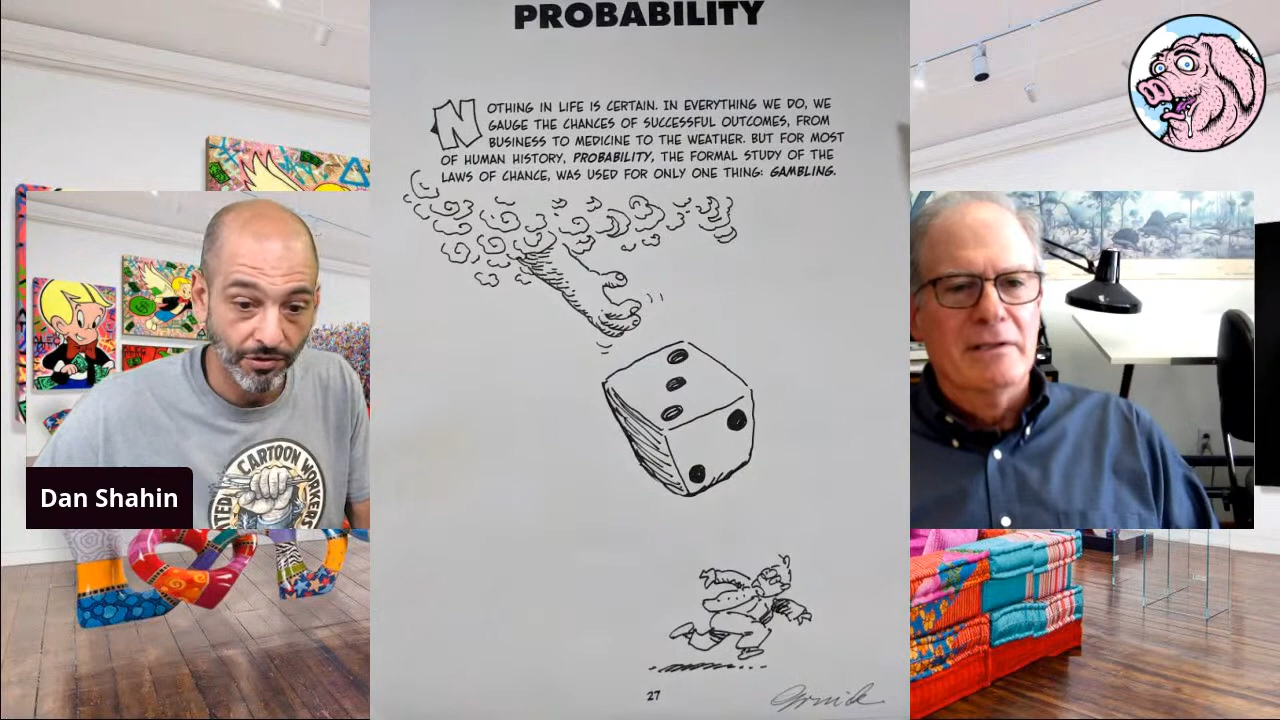 PROBABILITY
NOTHING IN LIFE IS CERTAIN. IN EVERYTHING WE DO, WE
GAUGE THE CHANCES OF SUCCESSFUL OUTCOMES, FROM
BUSINESS TO MEDICINE TO THE WEATHER. BUT FOR MOST
OF HUMAN HISTORY, PROBABILITY, THE FORMAL STUDY OF THE
LAWS OF CHANCE, WAS USED FOR ONLY ONE THING: GAMBLING.
CARTOON WORKERS
Dan Shahin
27